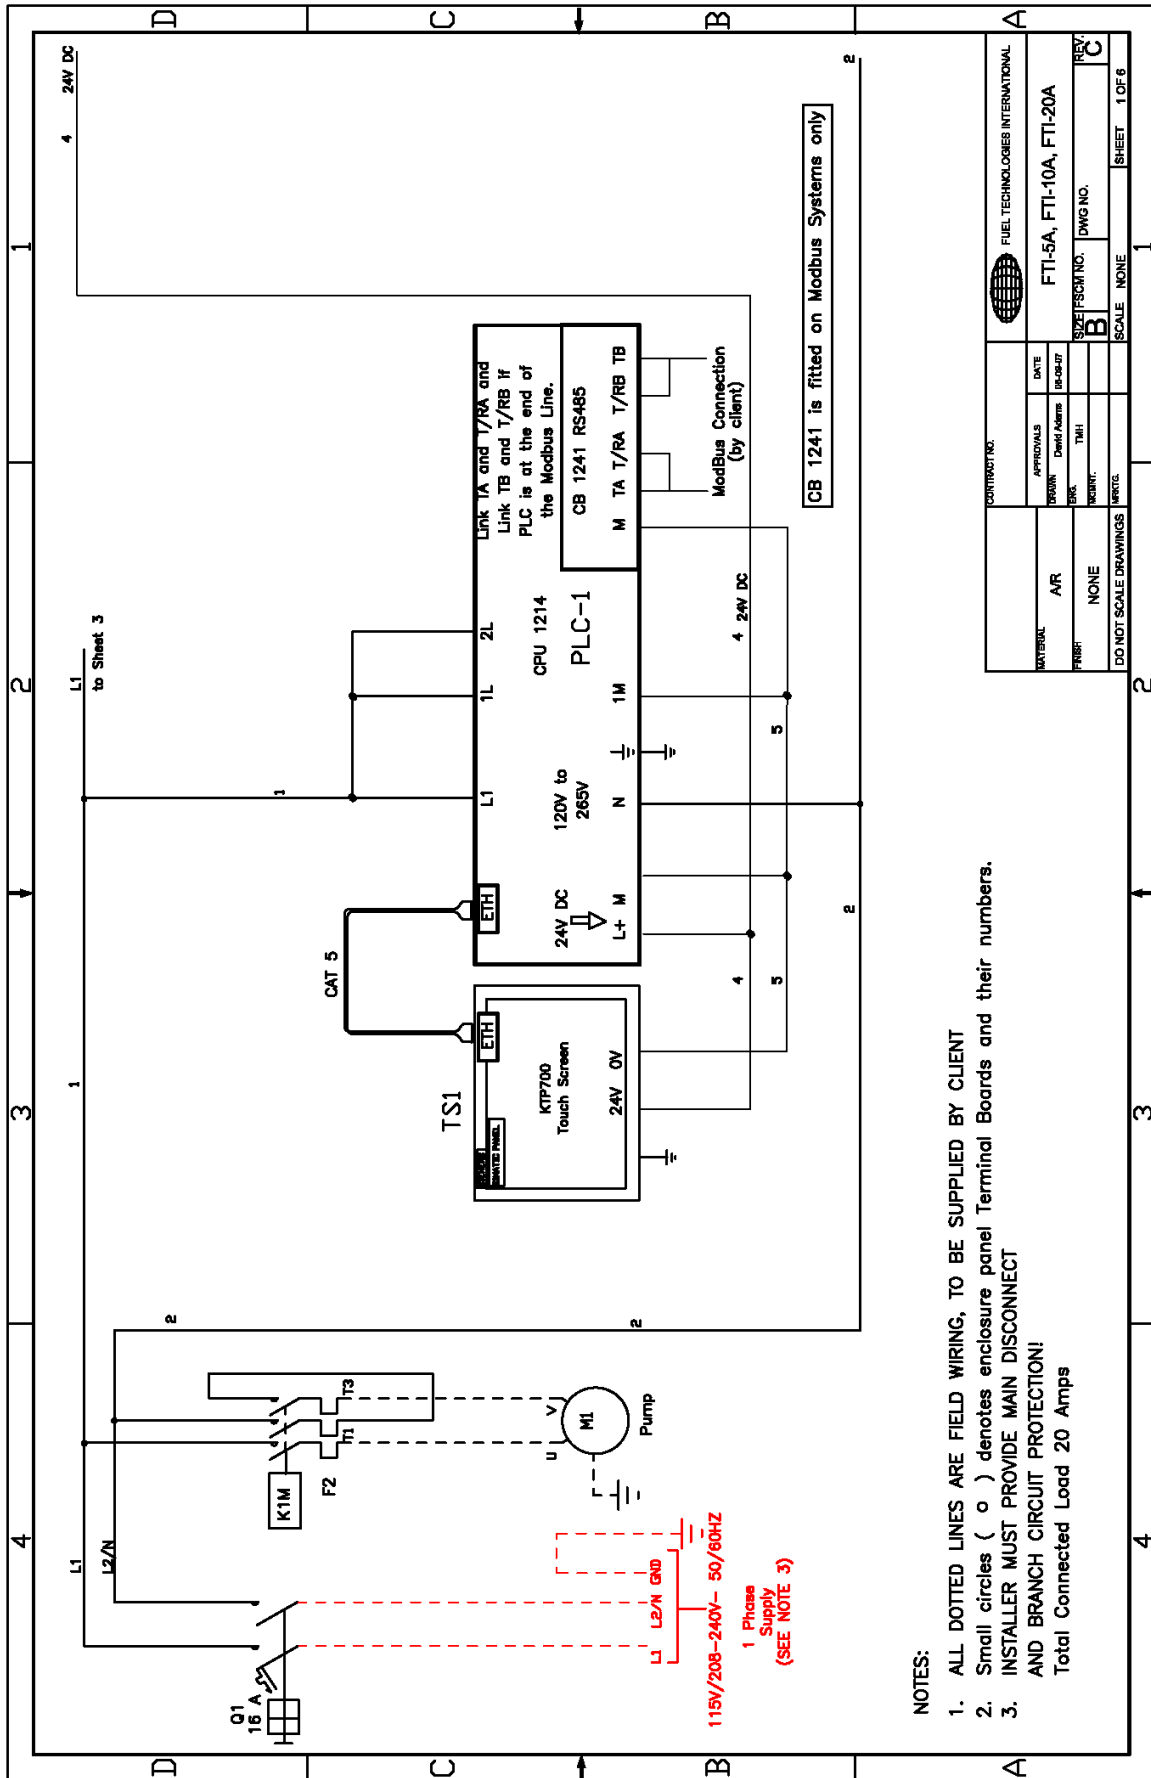 D
C
B
A
4
3
2
1
Q1
16 A
L1
L2/N
K1M
F2
T1
T3
U
V
M1
Pump
L1
L2/N
GND
115V/208-240V- 50/60HZ
1 Phase
Supply
(SEE NOTE 3)
2
2
1
1
L1
to Sheet 3
4
24V DC
CAT 5
TS1
ETH
SIMATIC PANEL
KTP700
Touch Screen
24V 0V
ETH
L1
1L
2L
Link TA and T/RA and
Link TB and T/RB if
PLC is at the end of
the Modbus Line.
24V DC
120V to
265V
CPU 1214
PLC-1
CB 1241 RS485
L+ M
N
1M
M TA T/RA T/RB TB
4
5
5
4 24V DC
ModBus Connection
(by client)
2
2
CB 1241 is fitted on Modbus Systems only
NOTES:
1. ALL DOTTED LINES ARE FIELD WIRING, TO BE SUPPLIED BY CLIENT
2. Small circles ( o ) denotes enclosure panel Terminal Boards and their numbers.
3. INSTALLER MUST PROVIDE MAIN DISCONNECT
AND BRANCH CIRCUIT PROTECTION!
Total Connected Load 20 Amps
CONTRACT NO.
FUEL TECHNOLOGIES INTERNATIONAL
MATERIAL
A/R
APPROVALS
DATE
DRAWN
David Adams
FTI-5A, FTI-10A, FTI-20A
FINISH
NONE
ENG.
TMH
MGMNT.
SIZE
B
FSCM NO.
DWG NO.
REV.
C
DO NOT SCALE DRAWINGS
MRKTG.
SCALE NONE
SHEET 1 OF 6
D
C
B
A
4
3
2
1